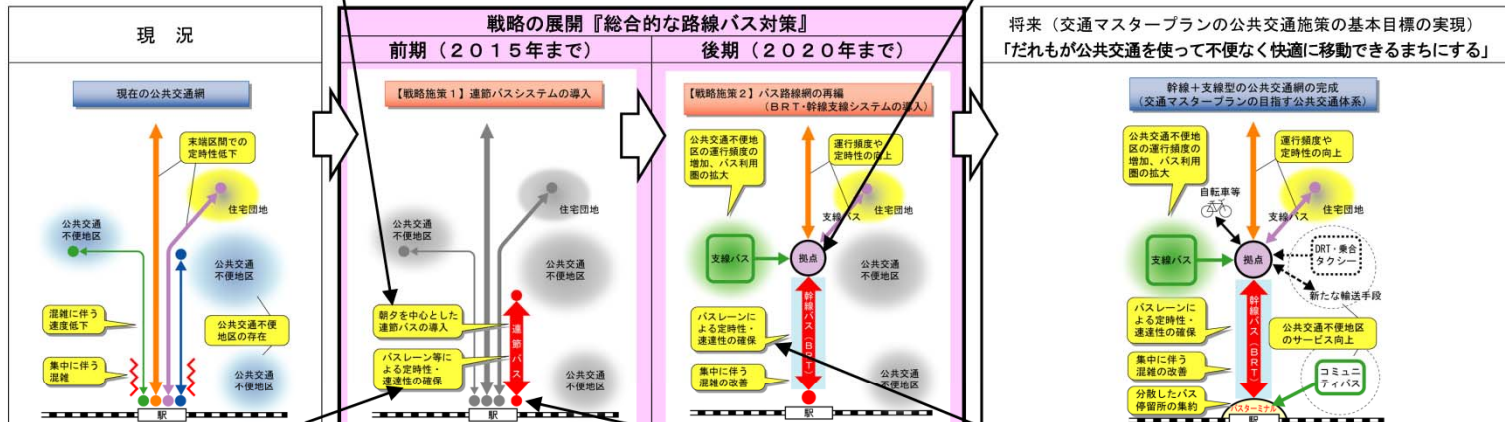 現況
戦略の展開『総合的な路線バス対策』
前期（２０１５年まで）
後期（２０２０年まで）
将来（交通マスタープランの公共交通施策の基本目標の実現）
「だれもが公共交通を使って不便なく快適に移動できるまちにする」
現在の公共交通網
末端区間での
定時性低下
住宅団地
公共交通
不便地区
公共交通
不便地区
混雑に伴う
速度低下
公共交通不便
地区の存在
集中に伴う
混雑
公共交通
不便地区
駅
【戦略施策１】連節バスシステムの導入
住宅団地
公共交通
不便地区
公共交通
不便地区
朝夕を中心とした
連節バスの導入
バスレーン等に
よる定時性・
速達性の確保
連節バス
公共交通
不便地区
駅
【戦略施策２】バス路線網の再編
（ＢＲＴ・幹線支線システムの導入）
公共交通不便地
区の運行頻度の
増加、バス利用
圏の拡大
運行頻度や
定時性の向上
支線バス
住宅団地
支線バス
拠点
公共交通
不便地区
バスレーンに
よる定時性・
速達性の確保
幹線バス（ＢＲＴ）
集中に伴う
混雑の改善
公共交通
不便地区
駅
幹線＋支線型の公共交通網の完成
（交通マスタープランの目指す公共交通体系）
公共交通不便地
区の運行頻度の
増加、バス利用
圏の拡大
運行頻度や
定時性の向上
自転車等
支線バス
住宅団地
支線バス
拠点
DRT・乗合
タクシー
新たな輸送手段
バスレーンに
よる定時性・
速達性の確保
幹線バス（ＢＲＴ）
公共交通不便地区
のサービス向上
集中に伴う
混雑の改善
コミュニ
ティバス
分散したバス
停留所の集約
バスターミナル
駅